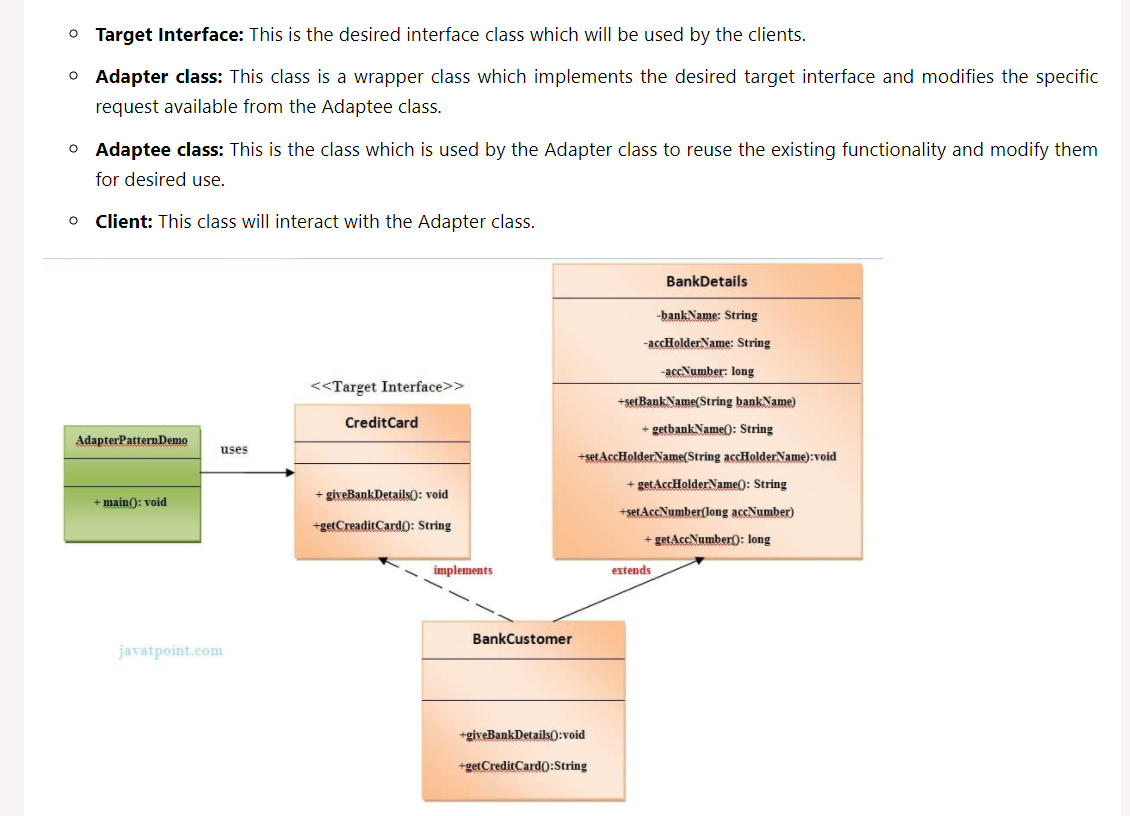 Target Interface: This is the desired interface class which will be used by the clients.
Adapter class: This class is a wrapper class which implements the desired target interface and modifies the specific
request available from the Adaptee class.
Adaptee class: This is the class which is used by the Adapter class to reuse the existing functionality and modify them
for desired use.
Client: This class will interact with the Adapter class.
BankDetails
-bankName: String
-accHolderName: String
-accNumber: long
+setBankName(String bankName)
+ getbankName(): String
+setAccHolderName(String accHolderName):void
+ getAccHolderName(): String
+setAccNumber(long accNumber)
+ getAccNumber(): long
<<Target Interface>>
CreditCard
+ giveBankDetails(): void
+getCreaditCard(): String
AdapterPatternDemo
+ main(): void
uses
implements
extends
BankCustomer
+giveBankDetails():void
+getCreditCard():String
javatpoint.com